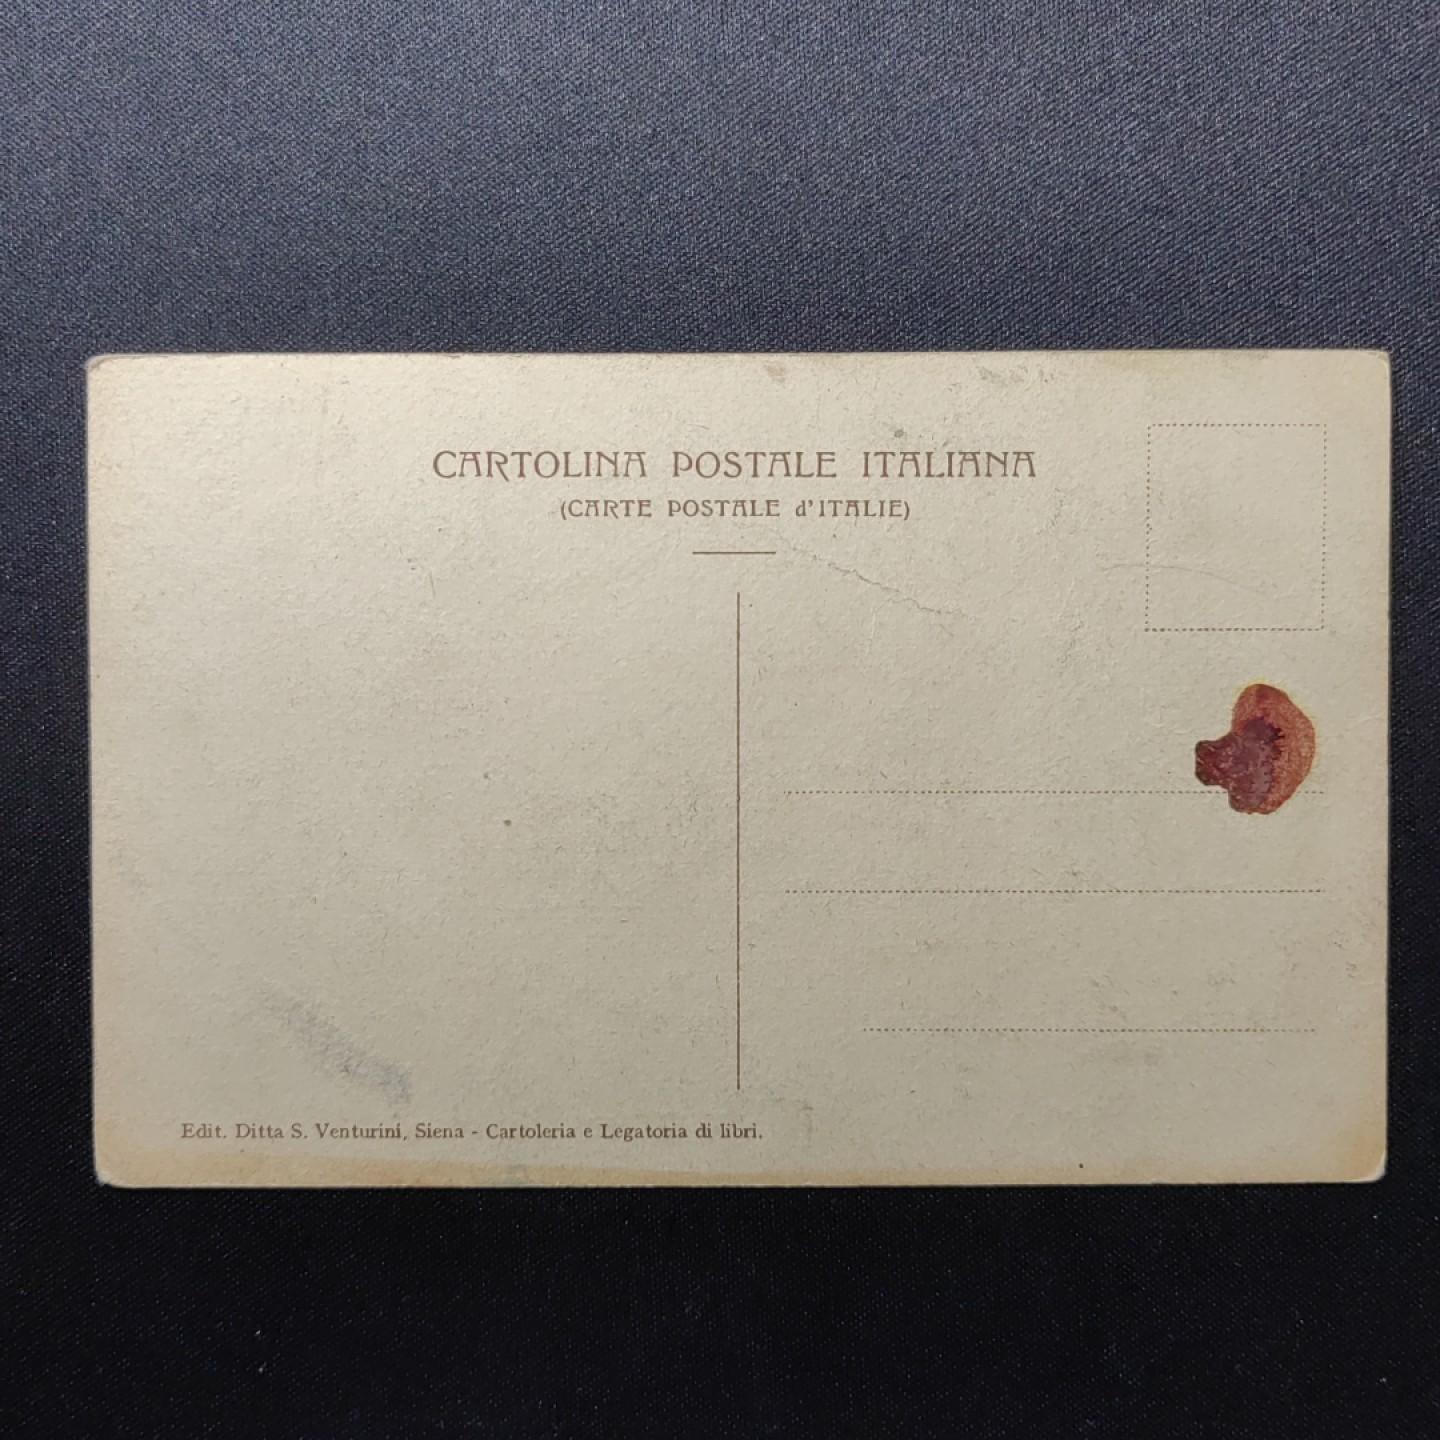 CARTOLINA POSTALE ITALIANA
(CARTE POSTALE d'ITALIE)
Edit. Ditta S. Venturini, Siena - Cartoleria e Legatoria di libri.